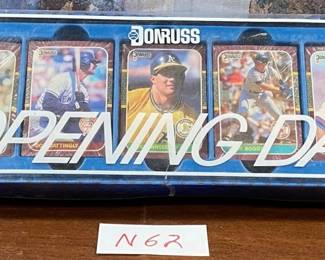 DONRUSS
OPENING DA
MATTINGLY
BOGGS
N62